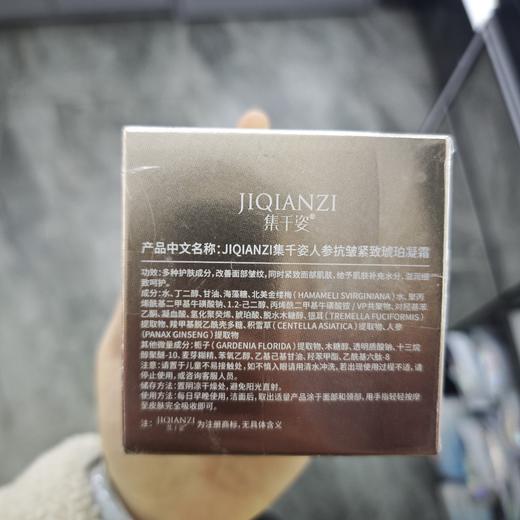 JIQIANZI
集千姿®
产品中文名称：JIQIANZI集千姿人参抗皱紧致琥珀凝霜
功效：多种护肤成分，改善面部皱纹，同时紧致面部肌肤，给予肌肤补充水分，滋润细
致呵护。
成分：水、丁二醇、甘油、海藻糖、北美金缕梅（HAMAMELI SVIRGINIANA）水、聚丙
烯酰基二甲基牛磺酸钠、1,2-己二醇、丙烯酰二甲基牛磺酸铵 / VP共聚物、对羟基苯
乙酮、凝血酸、氢化聚癸烯、琥珀酸、脱水木糖醇、银耳（TREMELLA FUCIFORMIS）
提取物、羧甲基脱乙酰壳多糖、积雪草（CENTELLA ASIATICA）提取物、人参
（PANAX GINSENG）提取物
其他微量成分：栀子（GARDENIA FLORIDA）提取物、木糖醇、透明质酸钠、十三烷
醇聚醚-10、麦芽糊精、苯氧乙醇、乙基己基甘油、羟苯甲酯、乙酰基六肽-8
注意：请置于儿童不易接触处，如不慎入眼请用清水冲洗。若出现使用过程不适，请
停止使用，或咨询客服人员。
储存方法：置阴凉干燥处，避免阳光直射。
使用方法：每日早晚使用，洁面后，取出适量产品涂于面部和颈部，用手指轻轻按摩
至皮肤完全吸收即可。
注：JIQIANZI 集千姿 为注册商标，无具体含义